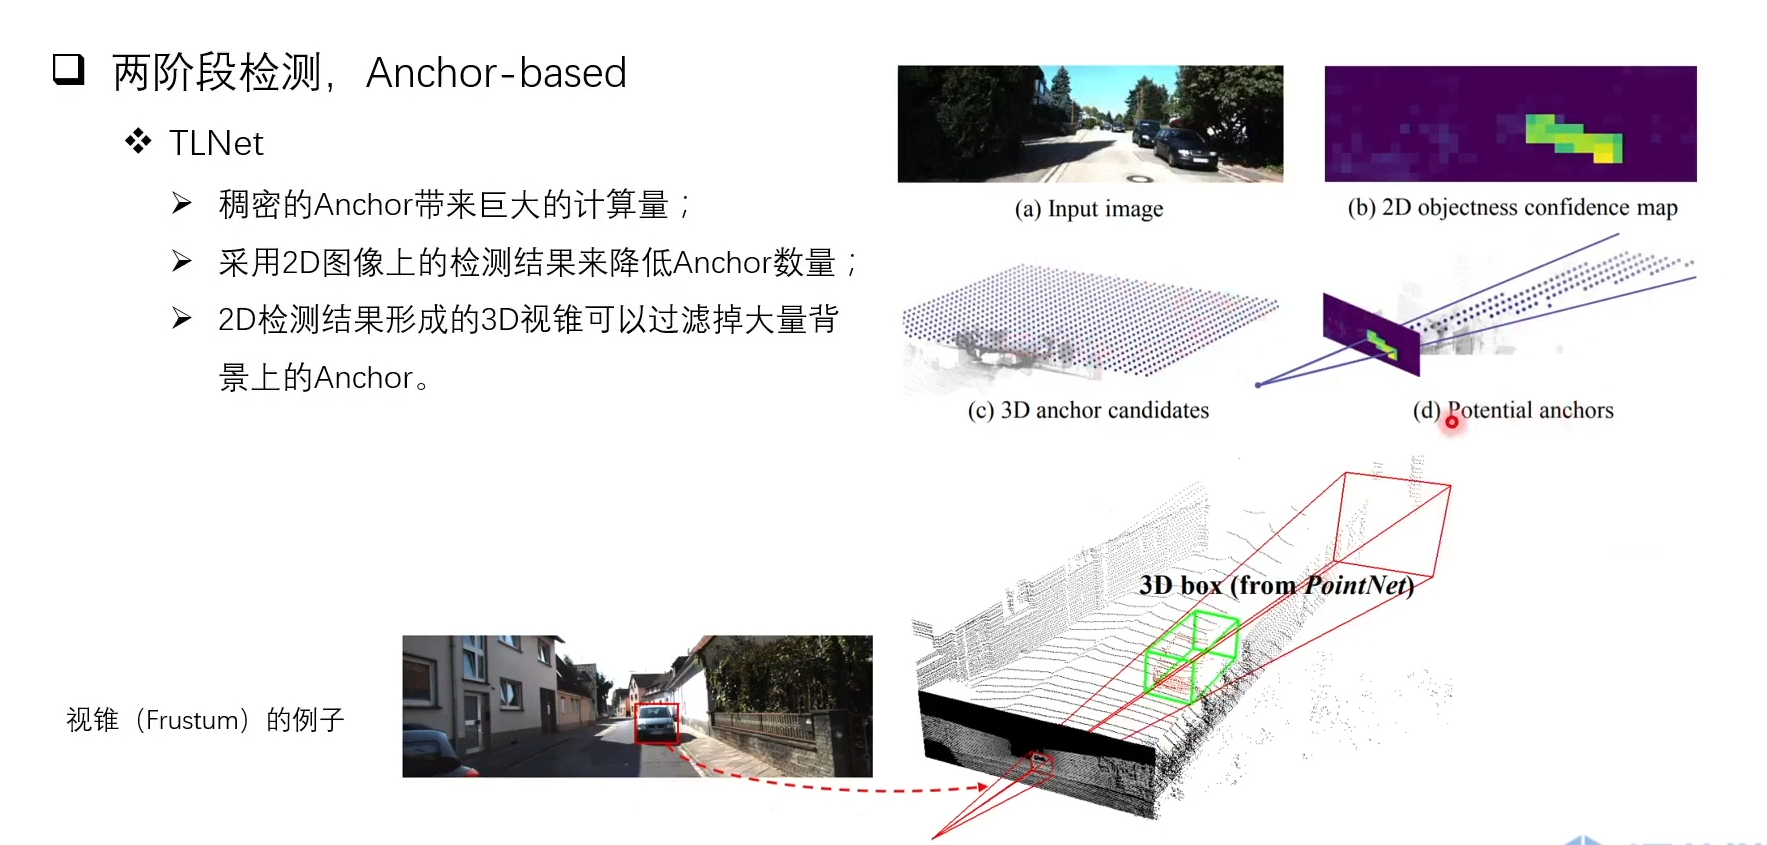 两阶段检测，Anchor-based
TLNet
稠密的Anchor带来巨大的计算量；
采用2D图像上的检测结果来降低Anchor数量；
2D检测结果形成的3D视锥可以过滤掉大量背
景上的Anchor。
(a) Input image
(b) 2D objectness confidence map
(c) 3D anchor candidates
(d) Potential anchors
3D box (from PointNet)
视锥（Frustum）的例子